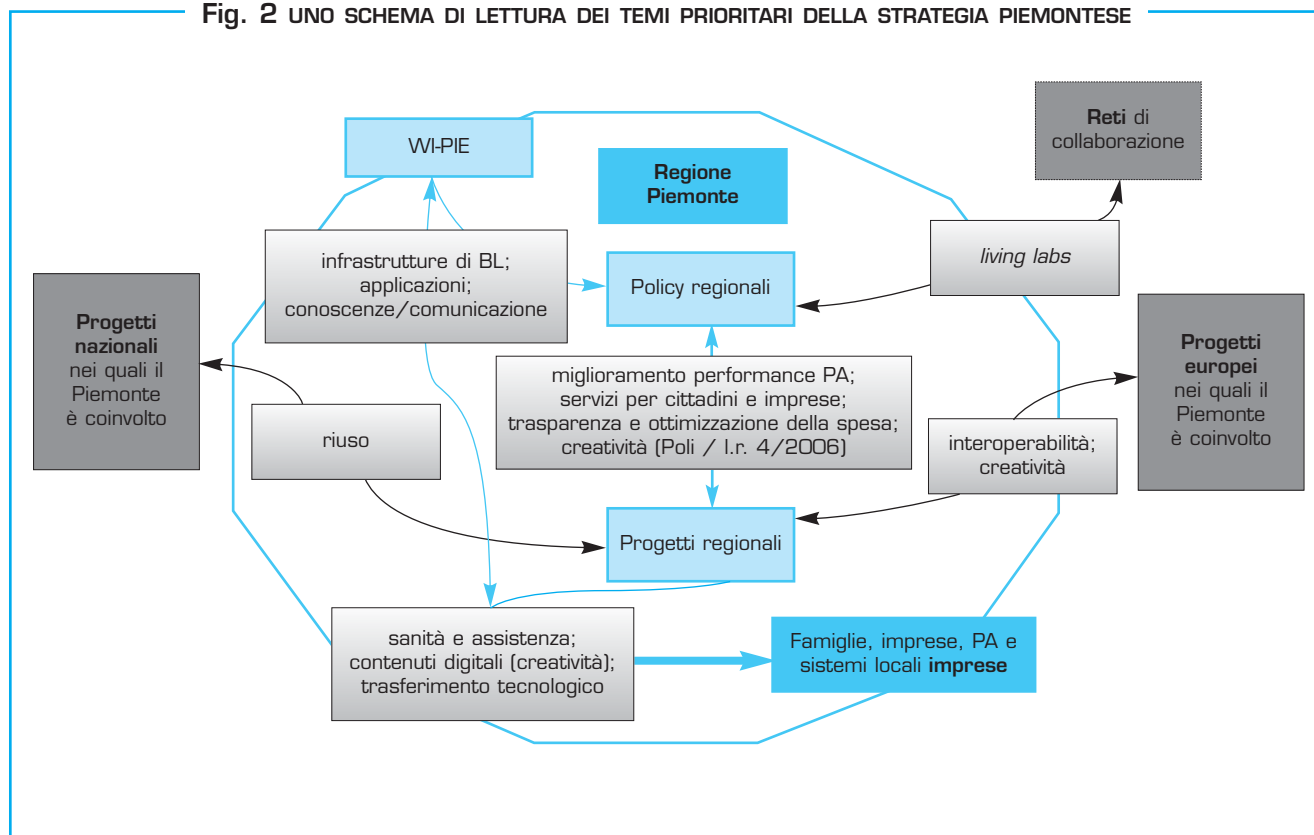 Fig. 2 UNO SCHEMA DI LETTURA DEI TEMI PRIORITARI DELLA STRATEGIA PIEMONTESE
WI-PIE
Regione
Piemonte
Reti di
collaborazione
infrastrutture di BL;
applicazioni;
conoscenze/comunicazione
Policy regionali
living labs
Progetti
nazionali
nei quali il
Piemonte
è coinvolto
miglioramento performance PA;
servizi per cittadini e imprese;
trasparenza e ottimizzazione della spesa;
creatività (Poli / l.r. 4/2006)
Progetti
europei
nei quali il
Piemonte
è coinvolto
riuso
interoperabilità;
creatività
Progetti regionali
sanità e assistenza;
contenuti digitali (creatività);
trasferimento tecnologico
Famiglie, imprese, PA e
sistemi locali imprese